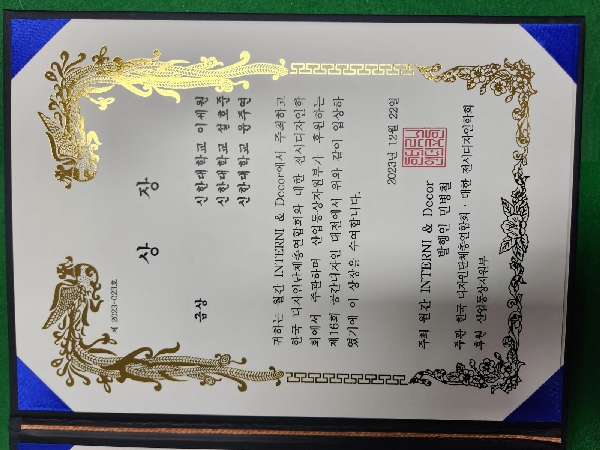 제 2023-021호
상 장
금상
신한대학교 이세원
신한대학교 설호주
신한대학교 윤주연
귀하는 월간 INTERNI & Decor에서 주최하고
한국 디자인단체총연합회와 대한 전시디자인학
회에서 주관하며 산업통상자원부가 후원하는
제16회 공간디자인 대전에서 위와 같이 입상하
였기에 이 상장을 수여합니다.
2023년 12월 22일
주최 월간 INTERNI & Decor
발행인 민병철
주관 한국 디자인단체총연합회 · 대한 전시디자인학회
후원 산업통상자원부